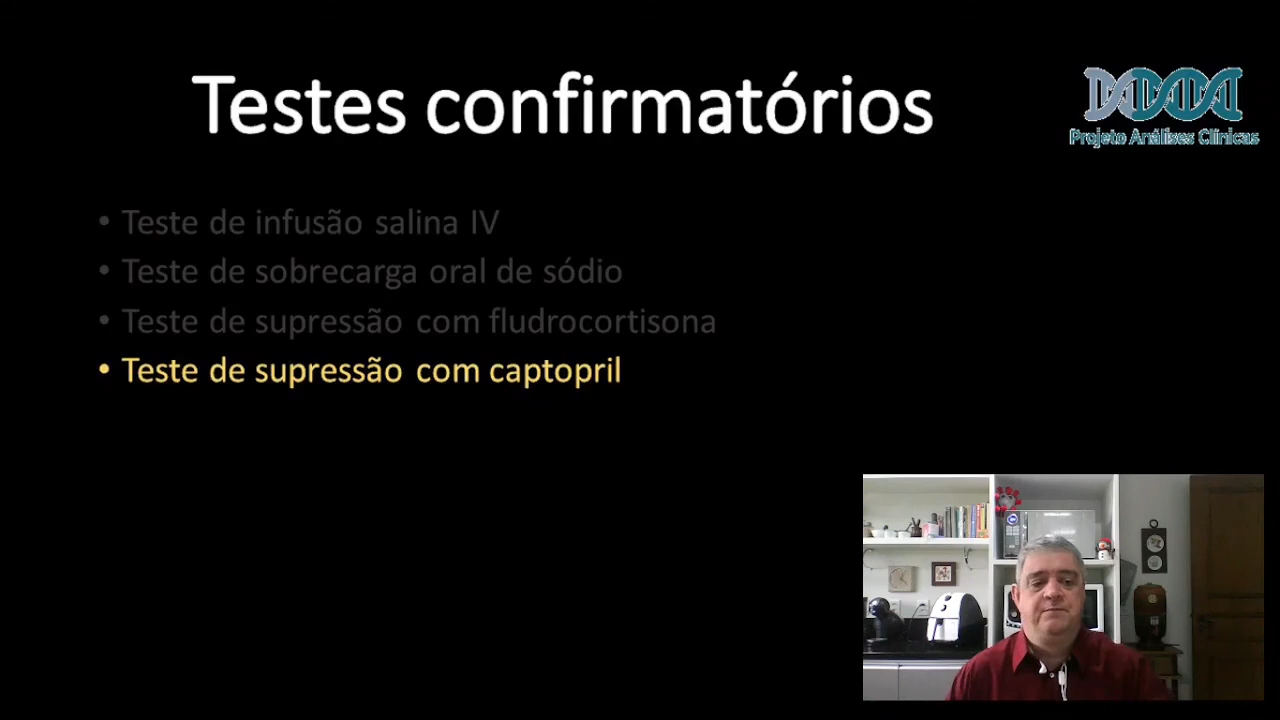 Testes confirmatórios
Projeto Análises Clínicas
• Teste de infusão salina IV
• Teste de sobrecarga oral de sódio
• Teste de supressão com fludrocortisona
• Teste de supressão com captopril